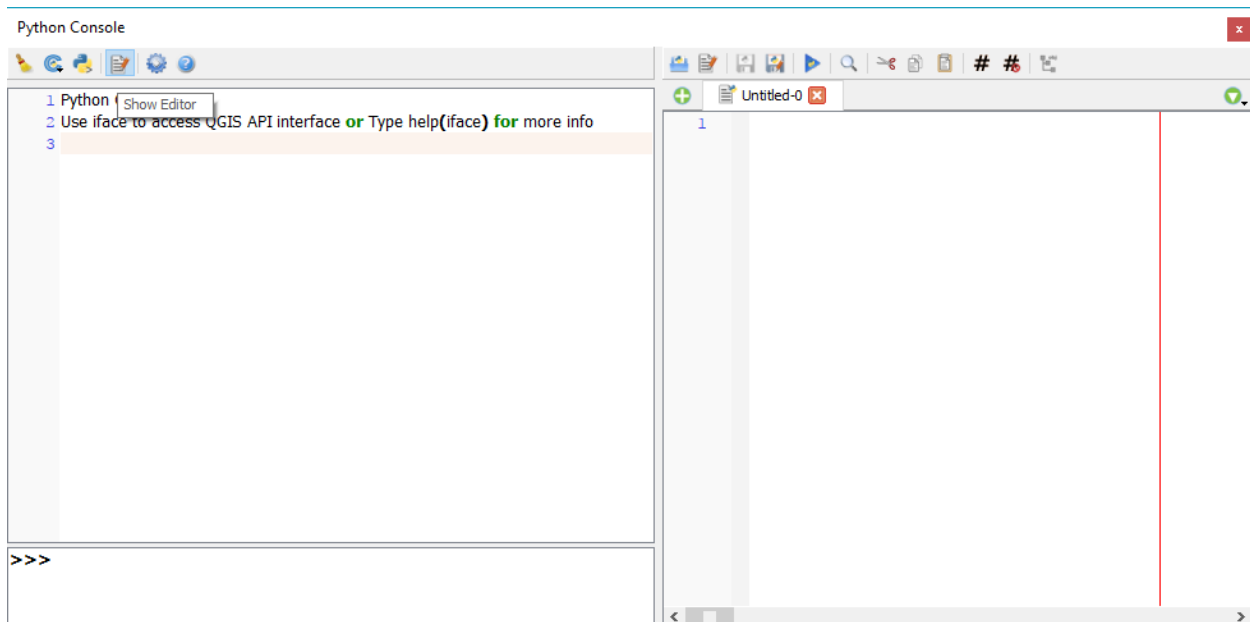 Python Console
1 Python
Show Editor
2 Use iface to access QGIS API interface or Type help(iface) for more info
3
>>>
Untitled-0
1